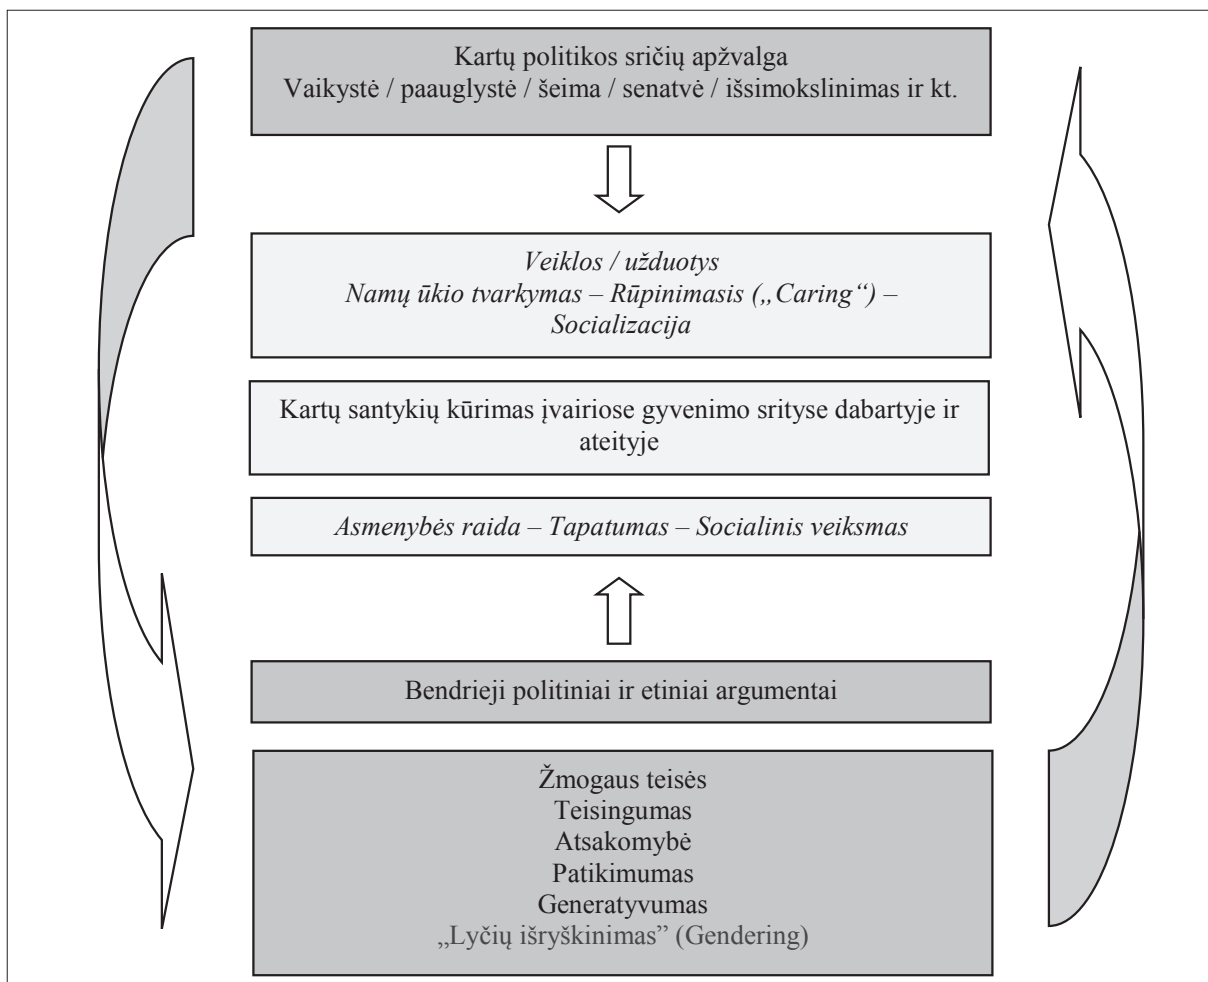 Kartų politikos sričių apžvalga
Vaikystė / paauglystė / šeima / senatvė / išsimokslinimas ir kt.
Veiklos / užduotys
Namų ūkio tvarkymas – Rūpinimasis („Caring“) –
Socializacija
Kartų santykių kūrimas įvairiose gyvenimo srityse dabartyje ir
ateityje
Asmenybės raida – Tapatumas – Socialinis veiksmas
Bendrieji politiniai ir etiniai argumentai
Žmogaus teisės
Teisingumas
Atsakomybė
Patikimumas
Generatyvumas
„Lyčių išryškinimas” (Gendering)